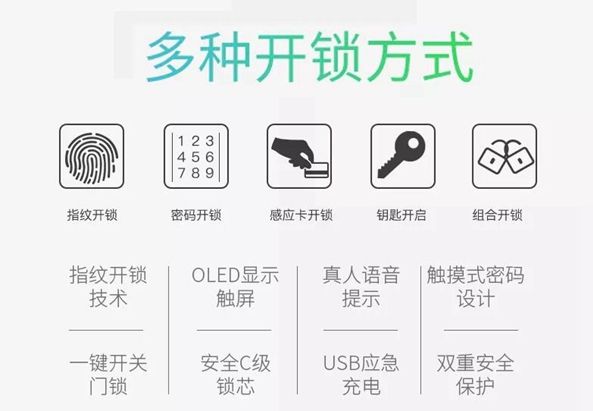 多种开锁方式
1 2 3
4 5 6
7 8 9
指纹开锁 密码开锁 感应卡开锁 钥匙开启 组合开锁
指纹开锁 OLED显示 真人语音 触摸式密码
技术 触屏 提示 设计
一键开关 安全C级 USB应急 双重安全
门锁 锁芯 充电 保护